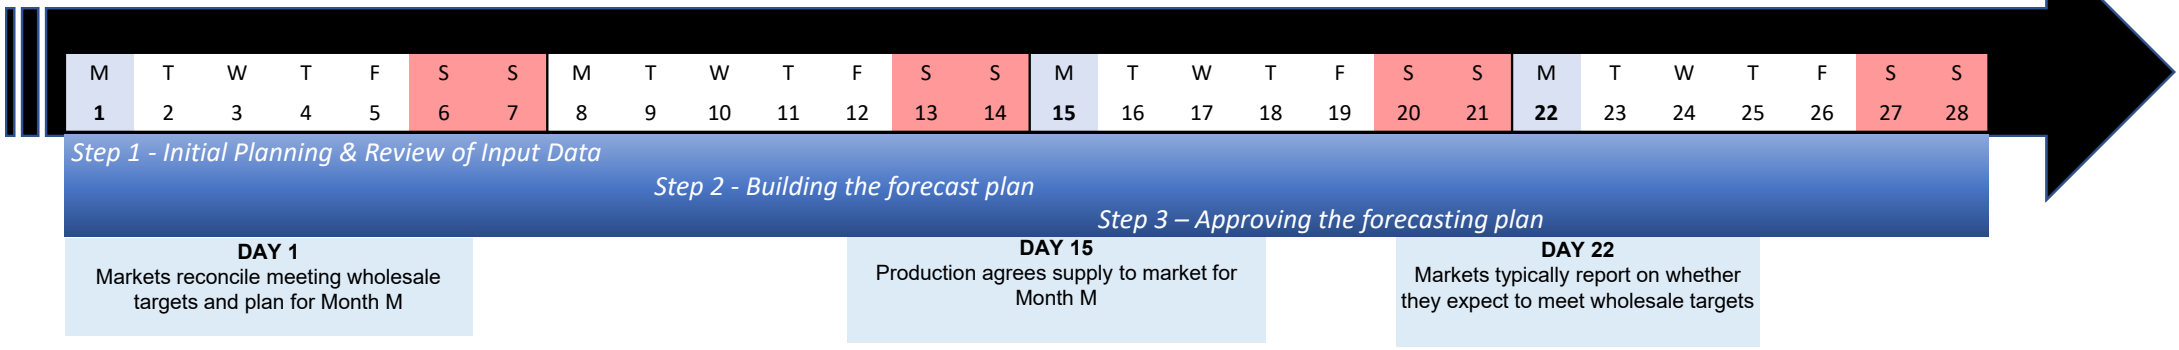 M T W T F S S M T W T F S S M T W T F S S M T W T F S S
1 2 3 4 5 6 7 8 9 10 11 12 13 14 15 16 17 18 19 20 21 22 23 24 25 26 27 28
Step 1 - Initial Planning & Review of Input Data
Step 2 - Building the forecast plan
Step 3 – Approving the forecasting plan
DAY 1
Markets reconcile meeting wholesale
targets and plan for Month M
DAY 15
Production agrees supply to market for
Month M
DAY 22
Markets typically report on whether
they expect to meet wholesale targets